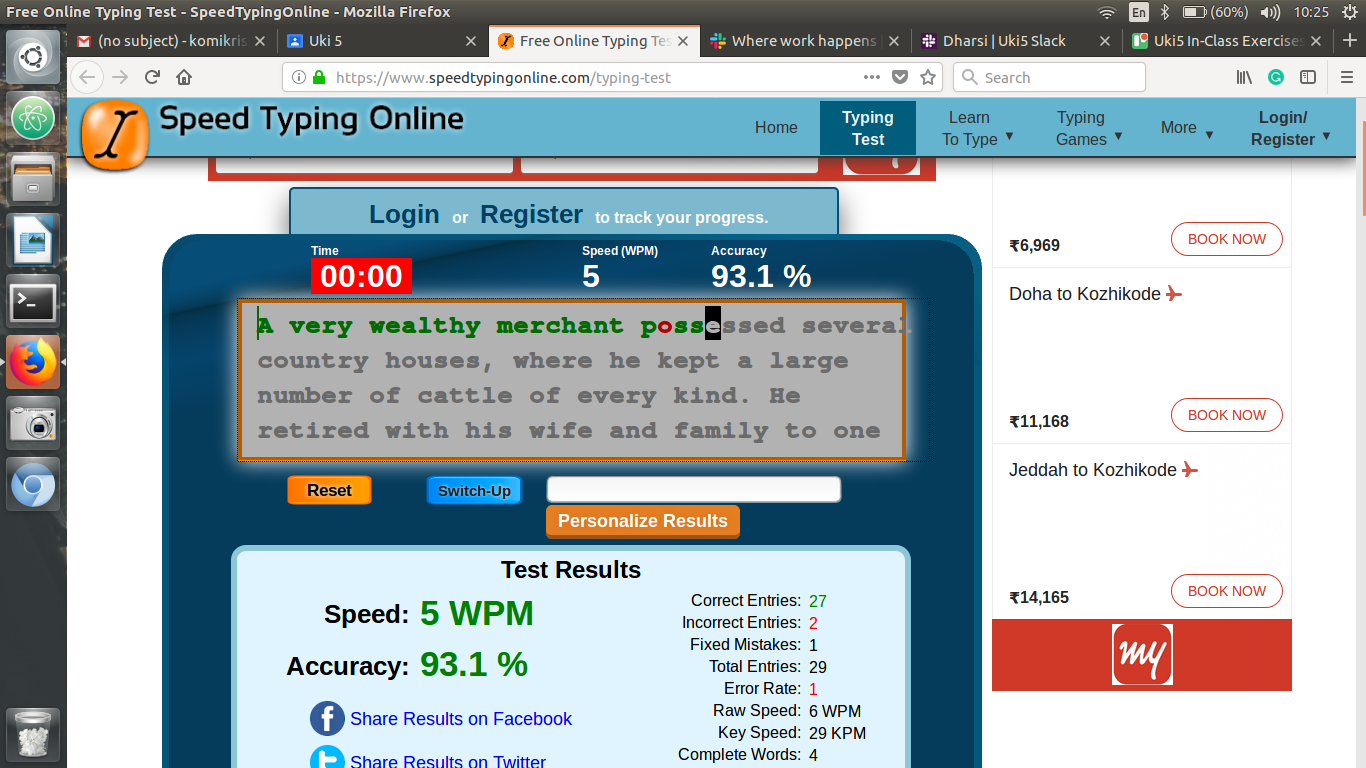 Free Online Typing Test - SpeedTypingOnline - Mozilla Firefox
En
(60%)
10:25
(no subject) - komikris
Uki 5
Free Online Typing Tes
Where work happens
Dharsi | Uki5 Slack
Uki5 In-Class Exercises
https://www.speedtypingonline.com/typing-test
Search
Speed Typing Online
Home
Typing Test
Learn To Type
Typing Games
More
Login/ Register
Login or Register to track your progress.
Time
Speed (WPM)
Accuracy
00:00
5
93.1 %
A very wealthy merchant possessed several
country houses, where he kept a large
number of cattle of every kind. He
retired with his wife and family to one
Reset
Switch-Up
Personalize Results
Test Results
Speed: 5 WPM
Accuracy: 93.1 %
Share Results on Facebook
Share Results on Twitter
Correct Entries: 27
Incorrect Entries: 2
Fixed Mistakes: 1
Total Entries: 29
Error Rate: 1
Raw Speed: 6 WPM
Key Speed: 29 KPM
Complete Words: 4
₹6,969
BOOK NOW
Doha to Kozhikode
₹11,168
BOOK NOW
Jeddah to Kozhikode
₹14,165
BOOK NOW
my